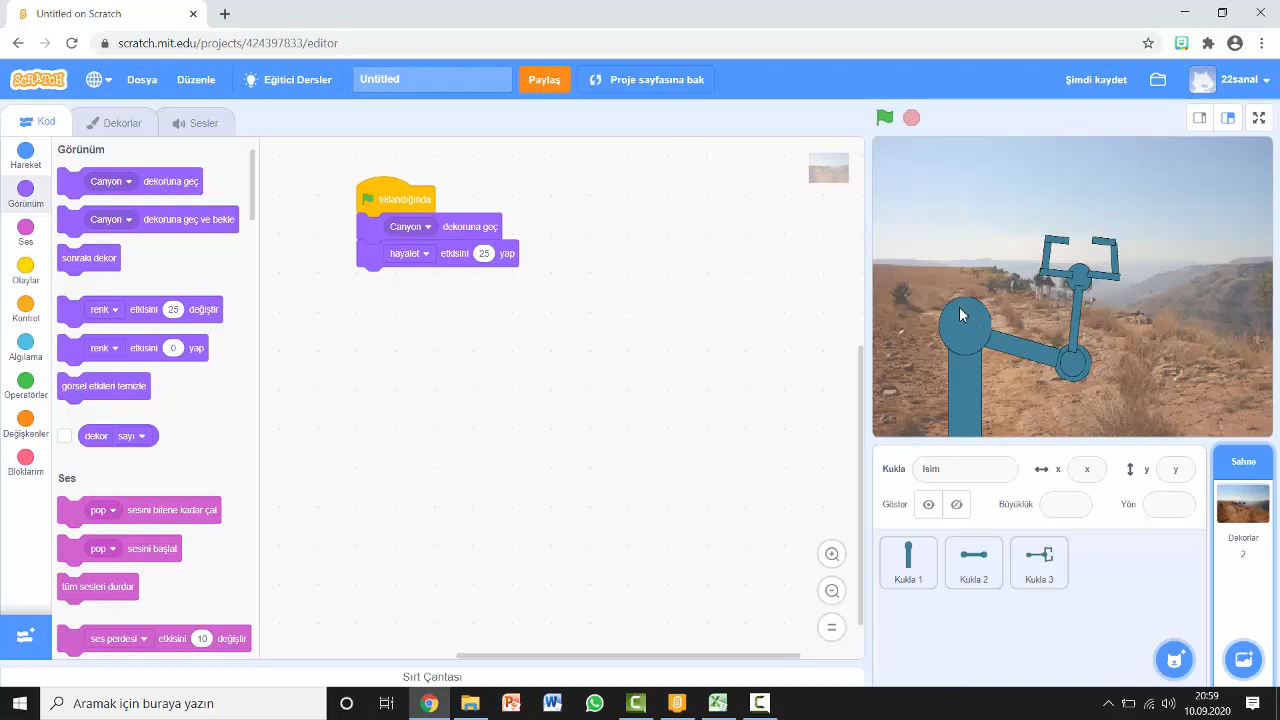 Untitled on Scratch
scratch.mit.edu/projects/424397833/editor
SCRATCH
Dosya
Düzenle
Eğitici Dersler
Untitled
Paylaş
Proje sayfasına bak
Şimdi kaydet
22sanal
Kod
Dekorlar
Sesler
Hareket
Görünüm
Ses
Olaylar
Kontrol
Algılama
Operatörler
Değişkenler
Bloklarım
Görünüm
Canyon dekoruna geç
Canyon dekoruna geç ve bekle
sonraki dekor
renk etkisini 25 değiştir
renk etkisini 0 yap
görsel etkileri temizle
dekor sayı
Ses
pop sesini bitene kadar çal
pop sesini başlat
tüm sesleri durdur
ses perdesi etkisini 10 değiştir
tıklandığında
Canyon dekoruna geç
hayalet etkisini 25 yap
Sırt Çantası
Kukla İsim x x y y
Göster Büyüklük Yön
Kukla 1
Kukla 2
Kukla 3
Sahne
Dekorlar
2
Aramak için buraya yazın
20:59
10.09.2020